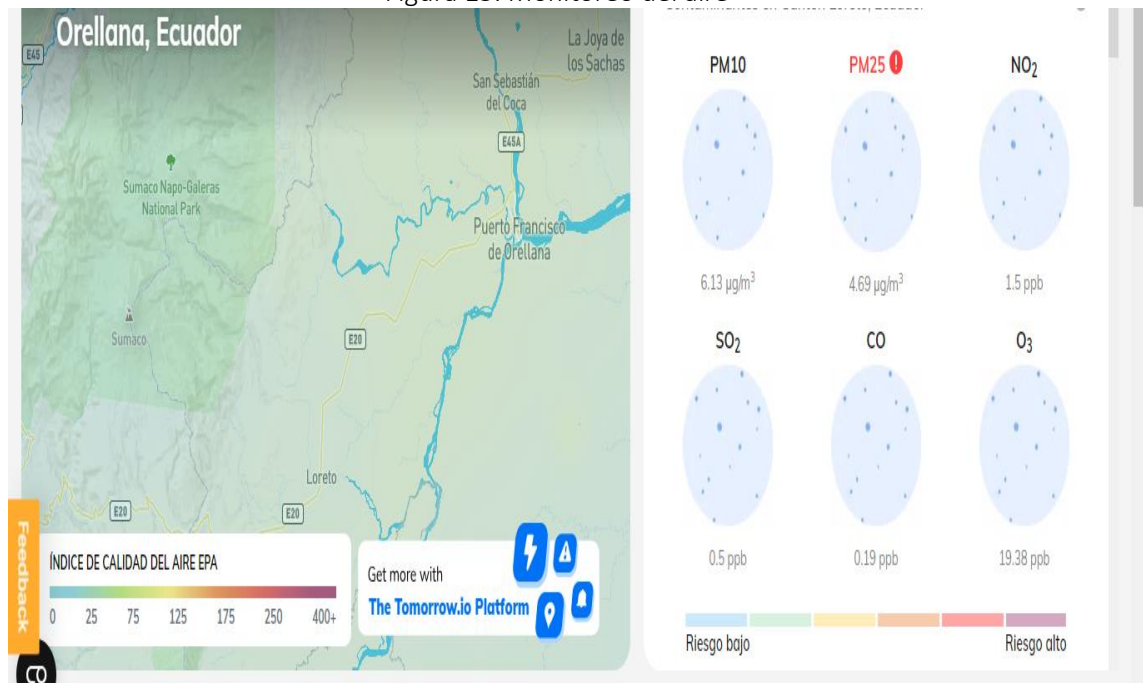 Orellana, Ecuador
E45
La Joya de
los Sachas
San Sebastián
del Coca
E45A
Sumaco Napo-Galeras
National Park
Puerto Francisco
de Orellana
Sumaco
E20
Loreto
E20
E20
Feedback
ÍNDICE DE CALIDAD DEL AIRE EPA
0 25 75 125 175 250 400+
Get more with
The Tomorrow.io Platform
PM10 PM25 NO₂
6.13 µg/m³ 4.69 µg/m³ 1.5 ppb
SO₂ CO O₃
0.5 ppb 0.19 ppb 19.38 ppb
Riesgo bajo Riesgo alto